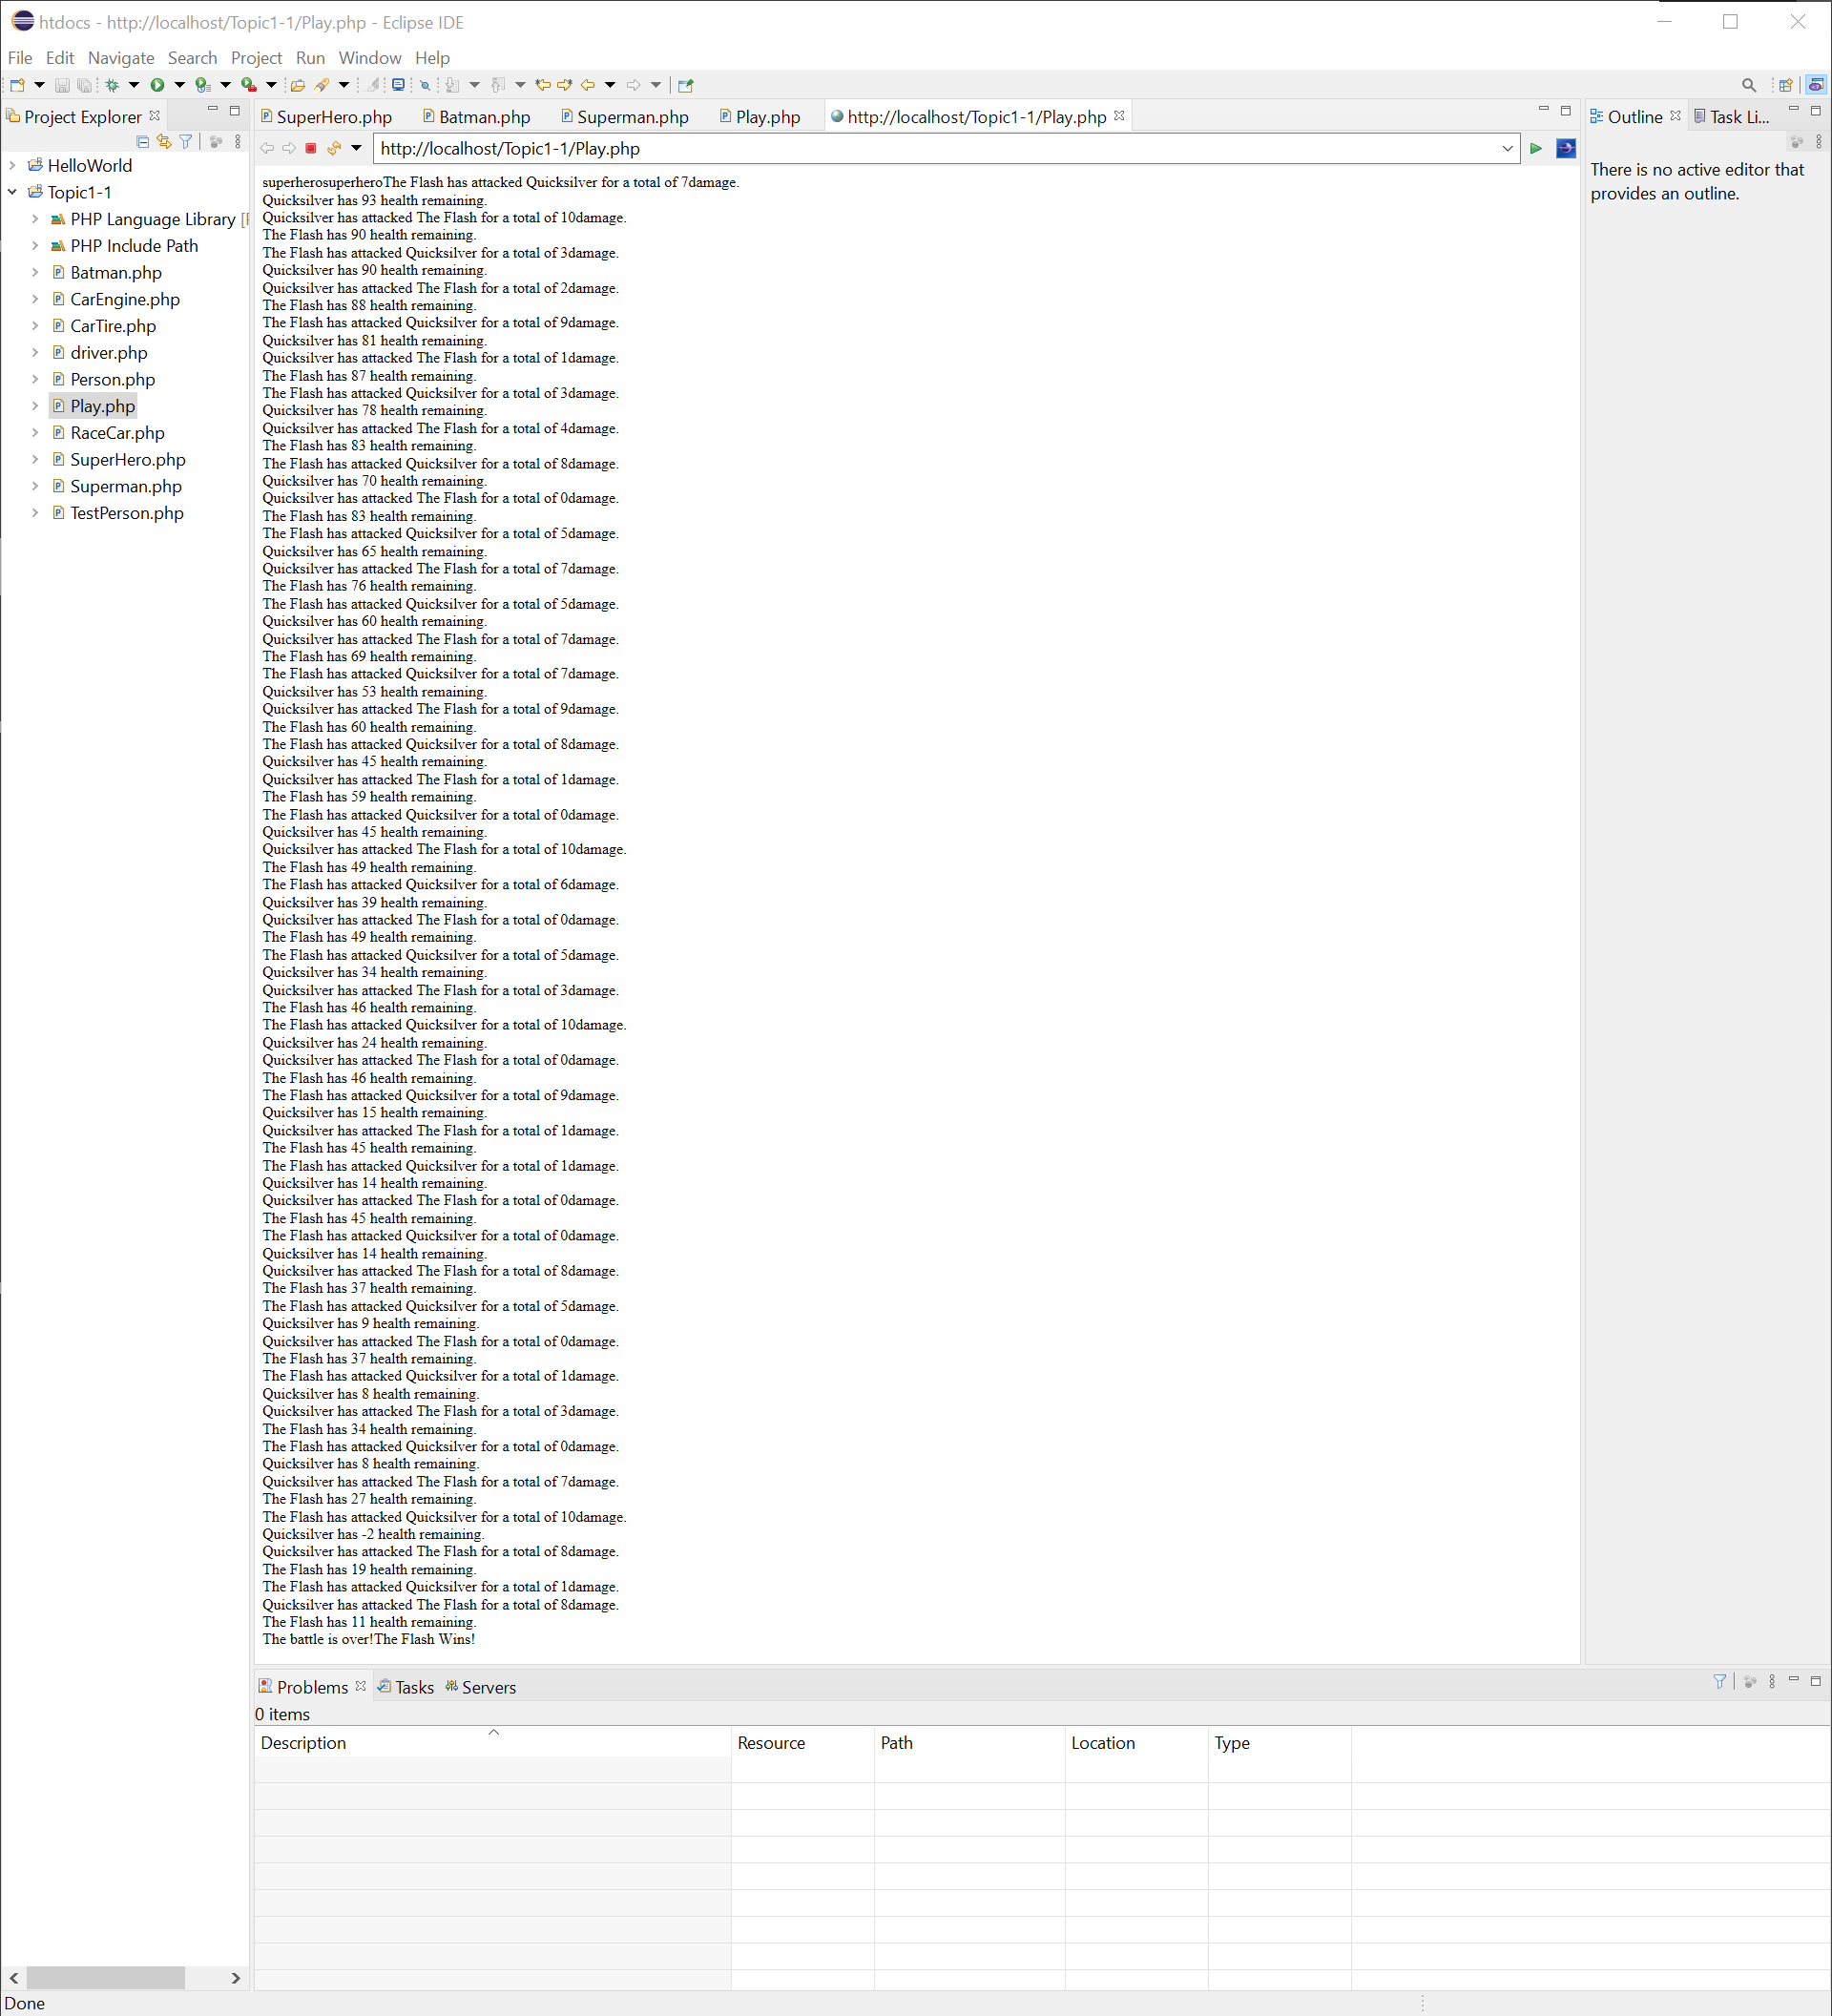 htdocs - http://localhost/Topic1-1/Play.php - Eclipse IDE
File Edit Navigate Search Project Run Window Help
Project Explorer
HelloWorld
Topic1-1
PHP Language Library
PHP Include Path
Batman.php
CarEngine.php
CarTire.php
driver.php
Person.php
Play.php
RaceCar.php
SuperHero.php
Superman.php
TestPerson.php
SuperHero.php Batman.php Superman.php Play.php http://localhost/Topic1-1/Play.php
http://localhost/Topic1-1/Play.php
superherosuperheroThe Flash has attacked Quicksilver for a total of 7damage.
Quicksilver has 93 health remaining.
Quicksilver has attacked The Flash for a total of 10damage.
The Flash has 90 health remaining.
The Flash has attacked Quicksilver for a total of 3damage.
Quicksilver has 90 health remaining.
Quicksilver has attacked The Flash for a total of 2damage.
The Flash has 88 health remaining.
The Flash has attacked Quicksilver for a total of 9damage.
Quicksilver has 81 health remaining.
Quicksilver has attacked The Flash for a total of 1damage.
The Flash has 87 health remaining.
The Flash has attacked Quicksilver for a total of 3damage.
Quicksilver has 78 health remaining.
Quicksilver has attacked The Flash for a total of 4damage.
The Flash has 83 health remaining.
The Flash has attacked Quicksilver for a total of 8damage.
Quicksilver has 70 health remaining.
Quicksilver has attacked The Flash for a total of 0damage.
The Flash has 83 health remaining.
The Flash has attacked Quicksilver for a total of 5damage.
Quicksilver has 65 health remaining.
Quicksilver has attacked The Flash for a total of 7damage.
The Flash has 76 health remaining.
The Flash has attacked Quicksilver for a total of 5damage.
Quicksilver has 60 health remaining.
Quicksilver has attacked The Flash for a total of 7damage.
The Flash has 69 health remaining.
The Flash has attacked Quicksilver for a total of 7damage.
Quicksilver has 53 health remaining.
Quicksilver has attacked The Flash for a total of 9damage.
The Flash has 60 health remaining.
The Flash has attacked Quicksilver for a total of 8damage.
Quicksilver has 45 health remaining.
Quicksilver has attacked The Flash for a total of 1damage.
The Flash has 59 health remaining.
The Flash has attacked Quicksilver for a total of 0damage.
Quicksilver has 45 health remaining.
Quicksilver has attacked The Flash for a total of 10damage.
The Flash has 49 health remaining.
The Flash has attacked Quicksilver for a total of 6damage.
Quicksilver has 39 health remaining.
Quicksilver has attacked The Flash for a total of 0damage.
The Flash has 49 health remaining.
The Flash has attacked Quicksilver for a total of 5damage.
Quicksilver has 34 health remaining.
Quicksilver has attacked The Flash for a total of 3damage.
The Flash has 46 health remaining.
The Flash has attacked Quicksilver for a total of 10damage.
Quicksilver has 24 health remaining.
Quicksilver has attacked The Flash for a total of 0damage.
The Flash has 46 health remaining.
The Flash has attacked Quicksilver for a total of 9damage.
Quicksilver has 15 health remaining.
Quicksilver has attacked The Flash for a total of 1damage.
The Flash has 45 health remaining.
The Flash has attacked Quicksilver for a total of 1damage.
Quicksilver has 14 health remaining.
Quicksilver has attacked The Flash for a total of 0damage.
The Flash has 45 health remaining.
The Flash has attacked Quicksilver for a total of 0damage.
Quicksilver has 14 health remaining.
Quicksilver has attacked The Flash for a total of 8damage.
The Flash has 37 health remaining.
The Flash has attacked Quicksilver for a total of 5damage.
Quicksilver has 9 health remaining.
Quicksilver has attacked The Flash for a total of 0damage.
The Flash has 37 health remaining.
The Flash has attacked Quicksilver for a total of 1damage.
Quicksilver has 8 health remaining.
Quicksilver has attacked The Flash for a total of 3damage.
The Flash has 34 health remaining.
The Flash has attacked Quicksilver for a total of 0damage.
Quicksilver has 8 health remaining.
Quicksilver has attacked The Flash for a total of 7damage.
The Flash has 27 health remaining.
The Flash has attacked Quicksilver for a total of 10damage.
Quicksilver has -2 health remaining.
Quicksilver has attacked The Flash for a total of 8damage.
The Flash has 19 health remaining.
The Flash has attacked Quicksilver for a total of 1damage.
Quicksilver has attacked The Flash for a total of 8damage.
The Flash has 11 health remaining.
The battle is over!The Flash Wins!
Outline Task Li...
There is no active editor that
provides an outline.
Problems Tasks Servers
0 items
Description Resource Path Location Type
Done